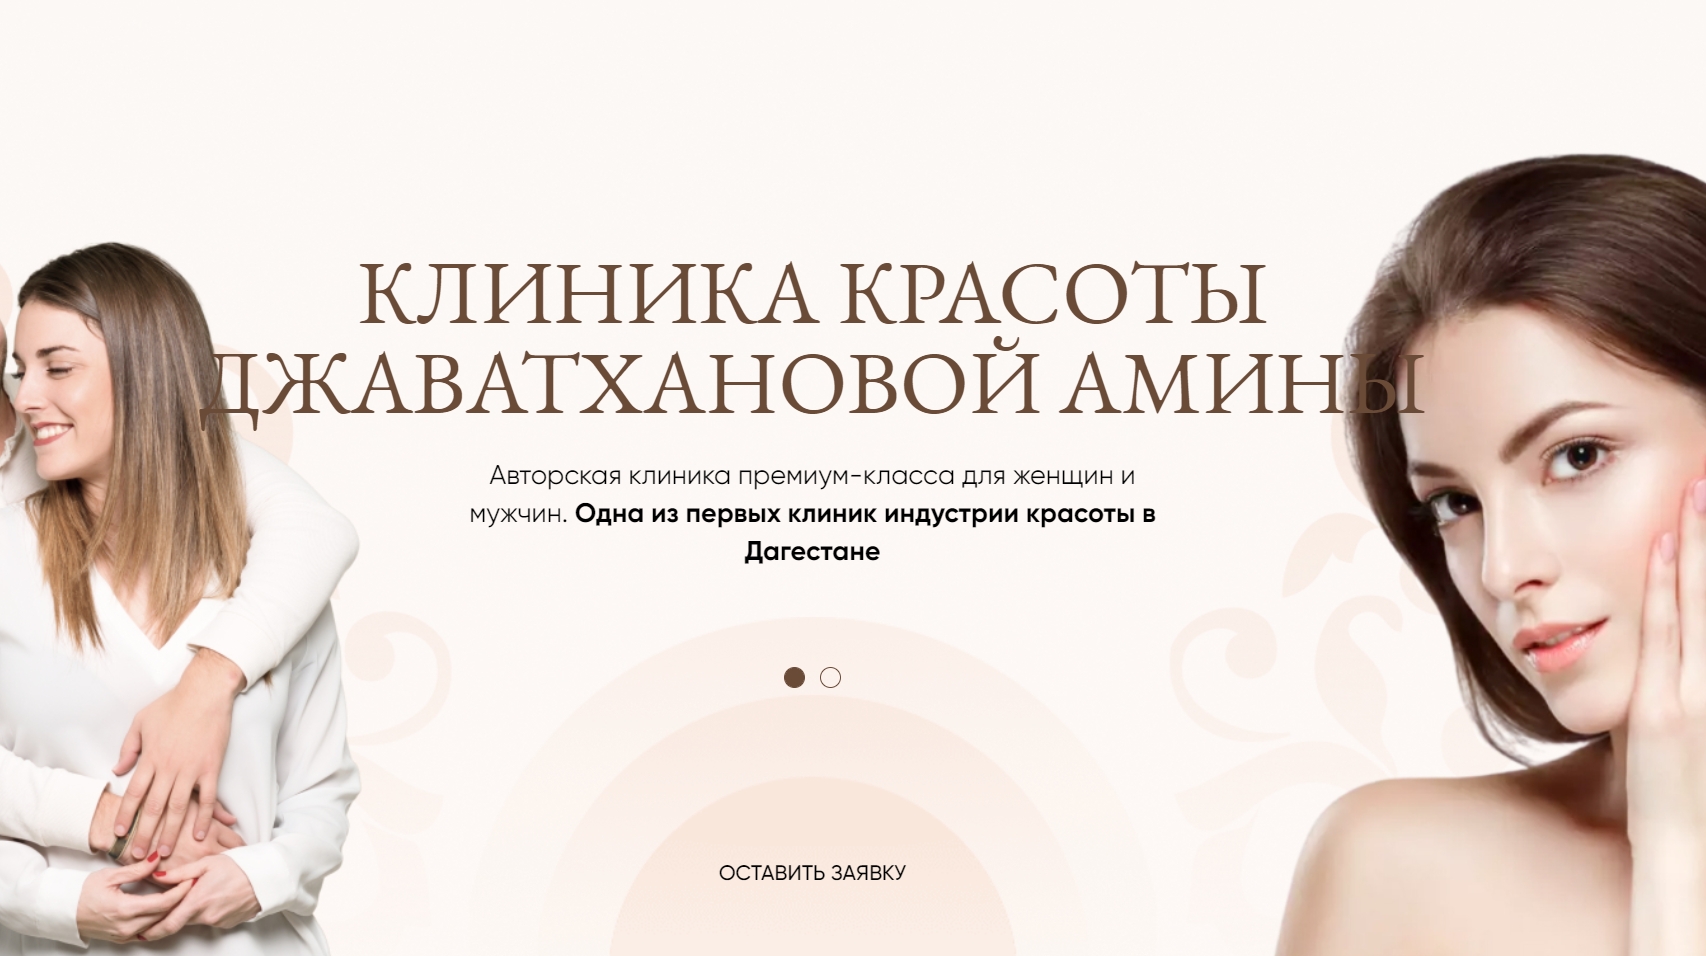 КЛИНИКА КРАСОТЫ
ДЖАВАТХАНОВОЙ АМИНЫ
Авторская клиника премиум-класса для женщин и
мужчин. Одна из первых клиник индустрии красоты в
Дагестане
ОСТАВИТЬ ЗАЯВКУ